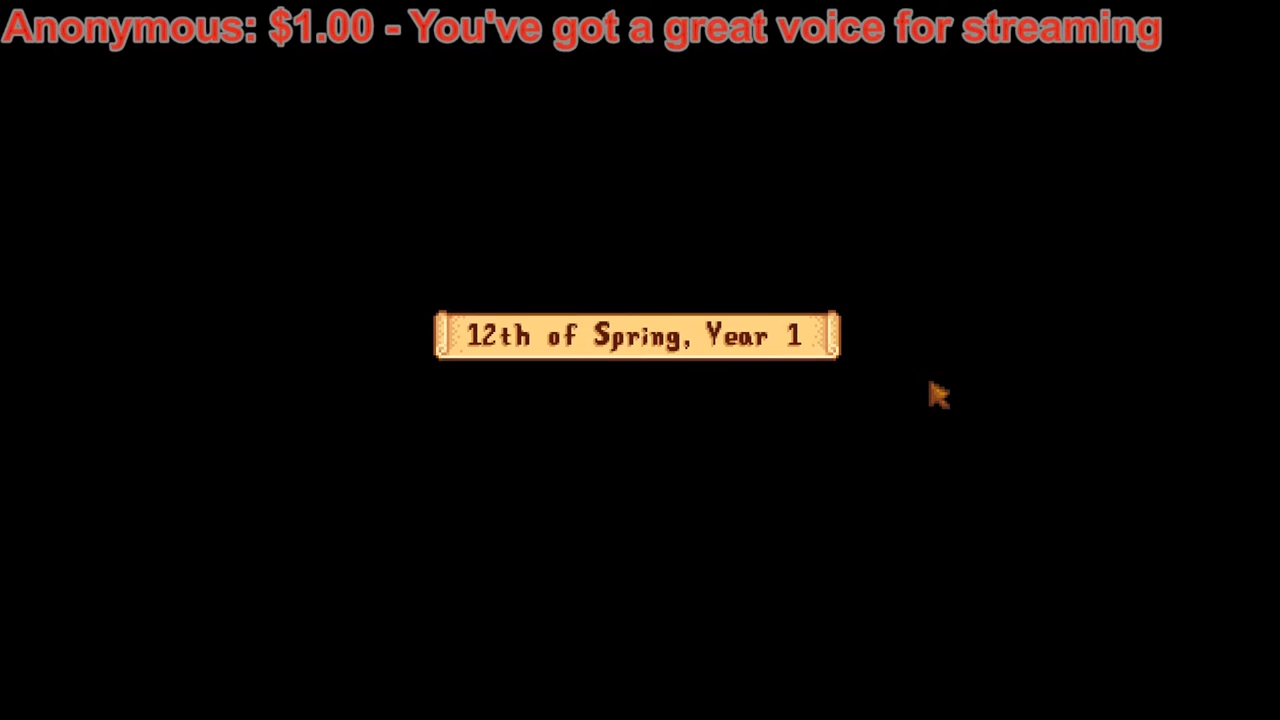 Anonymous: $1.00 - You've got a great voice for streaming
12th of Spring, Year 1